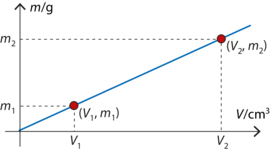 m/g
m₂
(V₂, m₂)
m₁
(V₁, m₁)
V/cm³
V₁
V₂